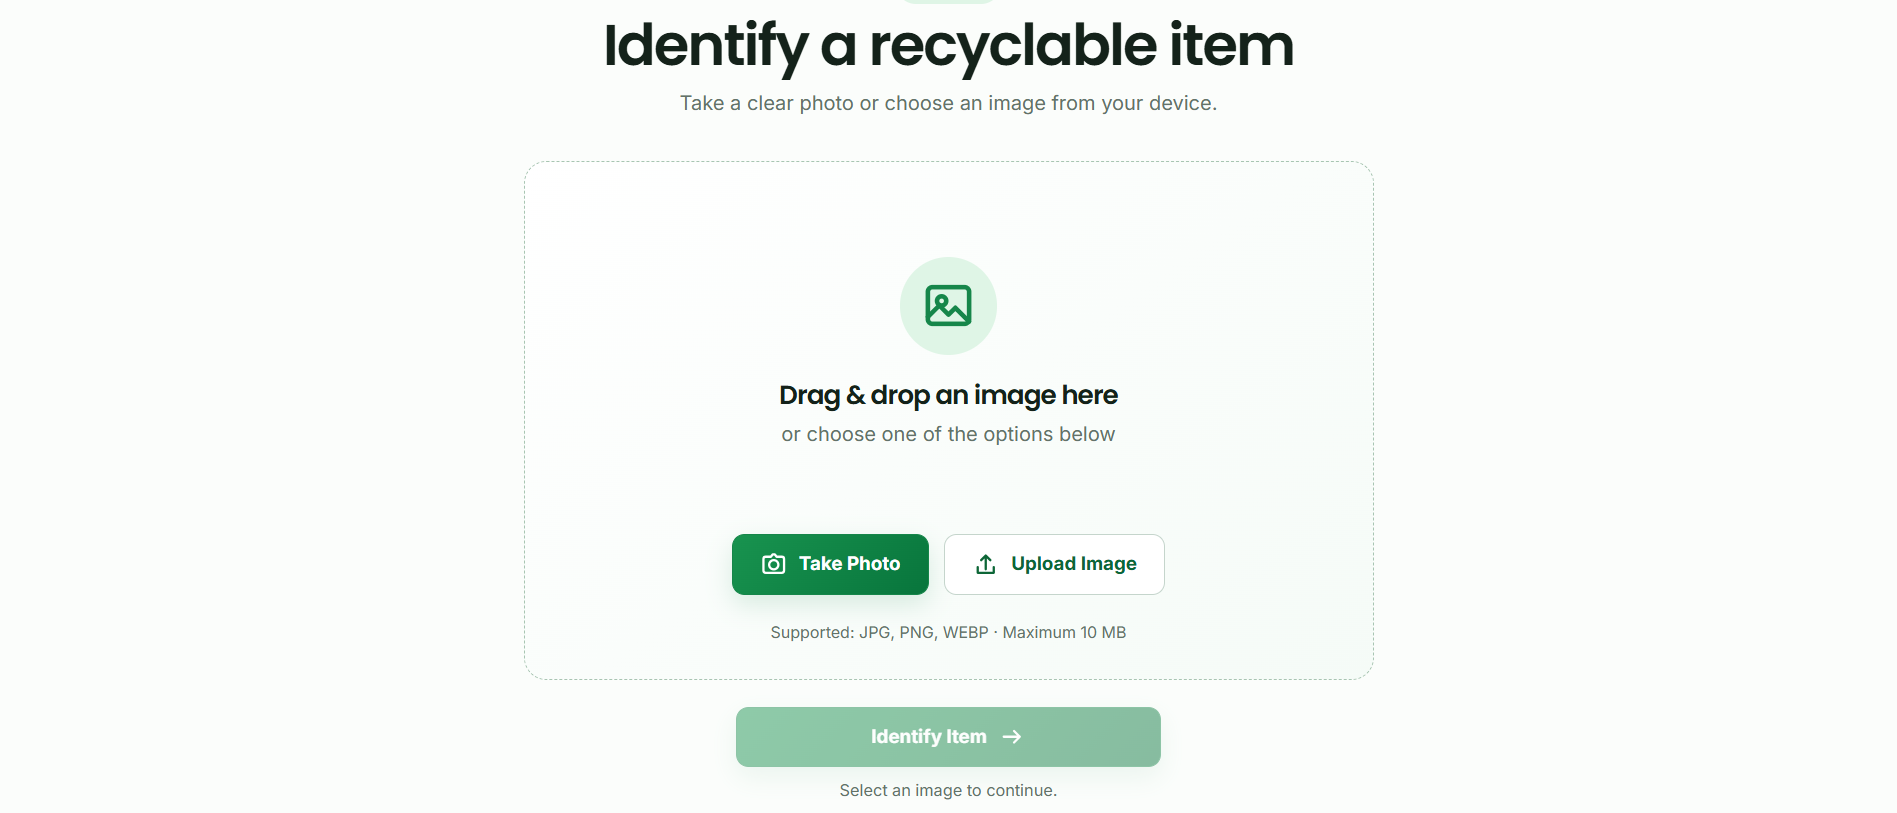 Identify a recyclable item
Take a clear photo or choose an image from your device.
Drag & drop an image here
or choose one of the options below
Take Photo
Upload Image
Supported: JPG, PNG, WEBP · Maximum 10 MB
Identify Item
Select an image to continue.